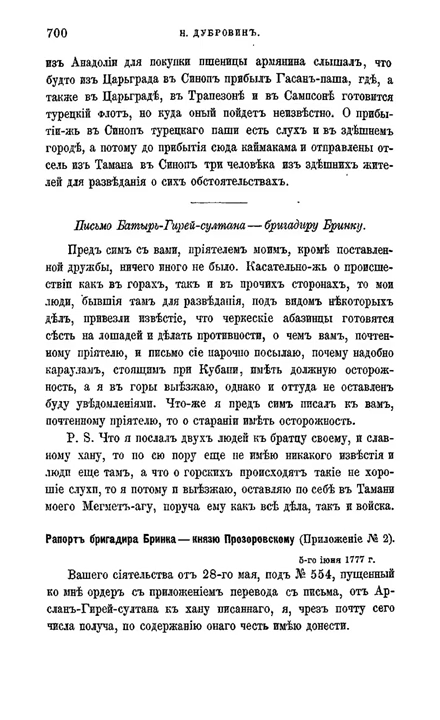 700
Н. ДУБРОВИНЪ.
изъ Анадоліи для покупки пшеницы армянина слышалъ, что
будто изъ Царьграда въ Синопъ прибылъ Гасанъ-паша, гдѣ, а
также въ Царьградѣ, въ Трапезонѣ и въ Самсонѣ готовится
турецкій флотъ, но куда оный пойдетъ неизвѣстно. О прибы-
тіи-жъ въ Синопъ турецкаго паши есть слухъ и въ здѣшнемъ
городѣ, а потому до прибытія сюда каймакама и отправлены от-
сель изъ Тамана въ Синопъ три человѣка изъ здѣшнихъ жите-
лей для развѣданія о сихъ обстоятельствахъ.
Письмо Батырь-Гирей-султана — бригадиру Бринку.
Предъ симъ съ вами, пріятелемъ моимъ, кромѣ поставлен-
ной дружбы, ничего иного не было. Касательно-жъ о происше-
ствіи какъ въ горахъ, такъ и въ прочихъ сторонахъ, то мои
люди, бывшія тамъ для развѣданія, подъ видомъ нѣкоторыхъ
дѣлъ, привезли извѣстіе, что черкескіе абазинцы готовятся
сѣсть на лошадей и дѣлать противности, о чемъ вамъ, почтен-
ному пріятелю, и письмо сіе нарочно посылаю, почему надобно
карауламъ, стоящимъ при Кубани, имѣть должную осторож-
ность, а я въ горы выѣзжаю, однако и оттуда не оставленъ
буду увѣдомленіями. Что-же я предъ симъ писалъ къ вамъ,
почтенному пріятелю, то о стараніи имѣть осторожность.
P. S. Что я послалъ двухъ людей къ братцу своему, и слав-
ному хану, то по сю пору еще не имѣю никакого извѣстія и
люди еще тамъ, а что о горскихъ происходятъ такіе не хоро-
шіе слухи, то я потому и выѣзжаю, оставляю по себѣ въ Тамани
моего Мегметъ-агу, поруча ему какъ всѣ дѣла, такъ и войска.
Рапортъ бригадира Бринка — князю Прозоровскому (Приложеніе № 2).
5-го іюня 1777 г.
Вашего сіятельства отъ 28-го мая, подъ № 554, пущенный
ко мнѣ ордеръ съ приложеніемъ перевода съ письма, отъ Ар-
сланъ-Гирей-султана къ хану писаннаго, я, чрезъ почту сего
числа получа, по содержанію онаго честь имѣю донести.